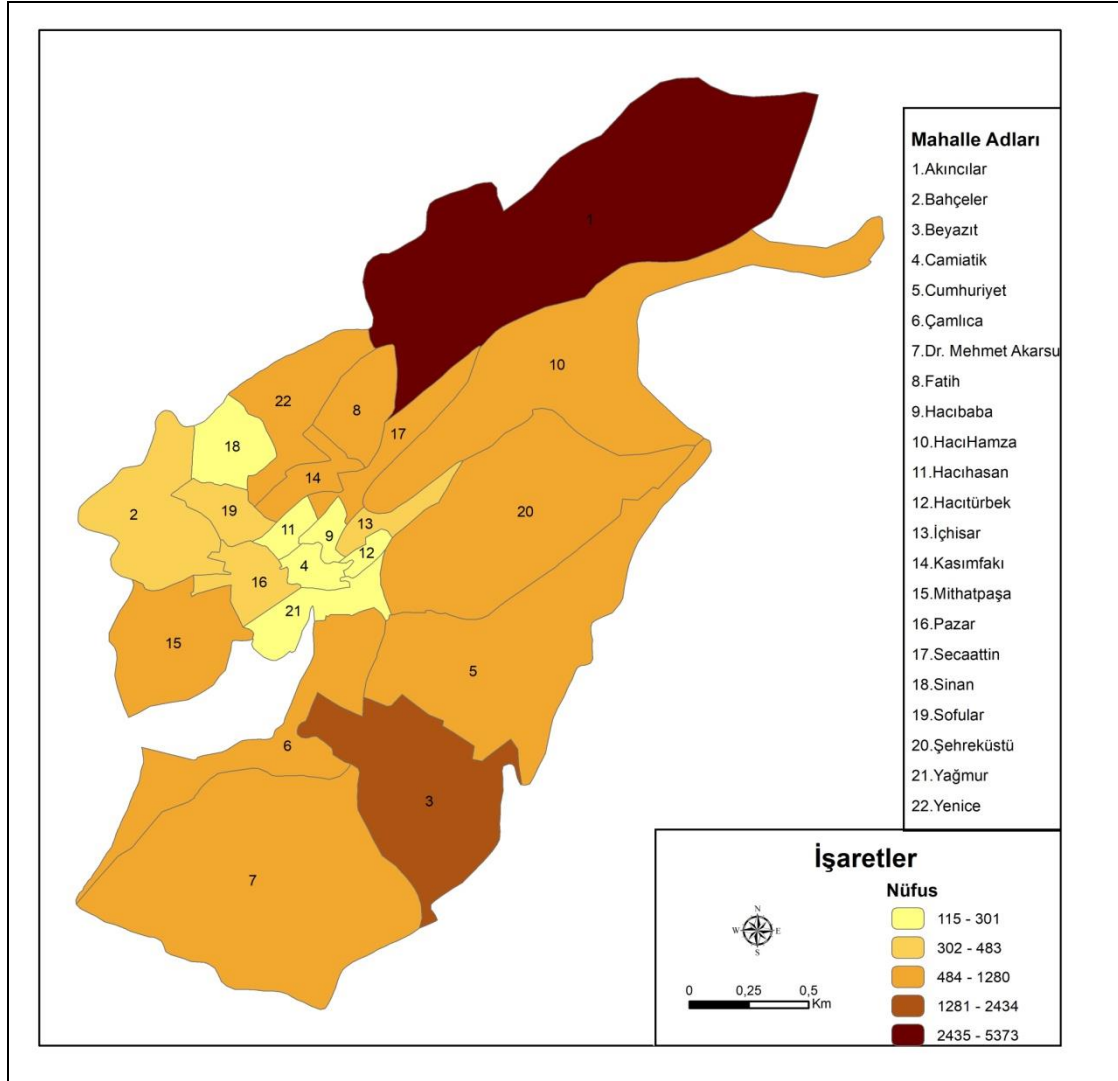 1
10
22
8
17
18
14
2
19
20
11
13
9
12
4
16
21
15
5
6
3
7
Mahalle Adları
1.Akıncılar
2.Bahçeler
3.Beyazıt
4.Camiatik
5.Cumhuriyet
6.Çamlıca
7.Dr. Mehmet Akarsu
8.Fatih
9.Hacıbaba
10.HacıHamza
11.Hacıhasan
12.Hacıtürbek
13.İçhisar
14.Kasımfakı
15.Mithatpaşa
16.Pazar
17.Secaattin
18.Sinan
19.Sofular
20.Şehreküstü
21.Yağmur
22.Yenice
İşaretler
Nüfus
115 - 301
302 - 483
484 - 1280
1281 - 2434
2435 - 5373
N
W E
S
0 0,25 0,5
Km